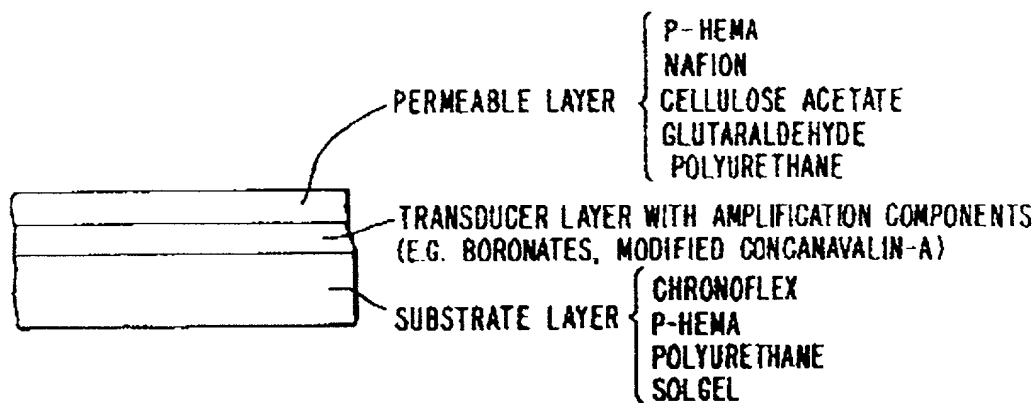 P-HEMA
NAFION
PERMEABLE LAYER
CELLULOSE ACETATE
GLUTARALDEHYDE
POLYURETHANE
TRANSDUCER LAYER WITH AMPLIFICATION COMPONENTS
(E.G. BORONATES, MODIFIED CONCANAVALIN-A)
CHRONOFLEX
SUBSTRATE LAYER
P-HEMA
POLYURETHANE
SOLGEL